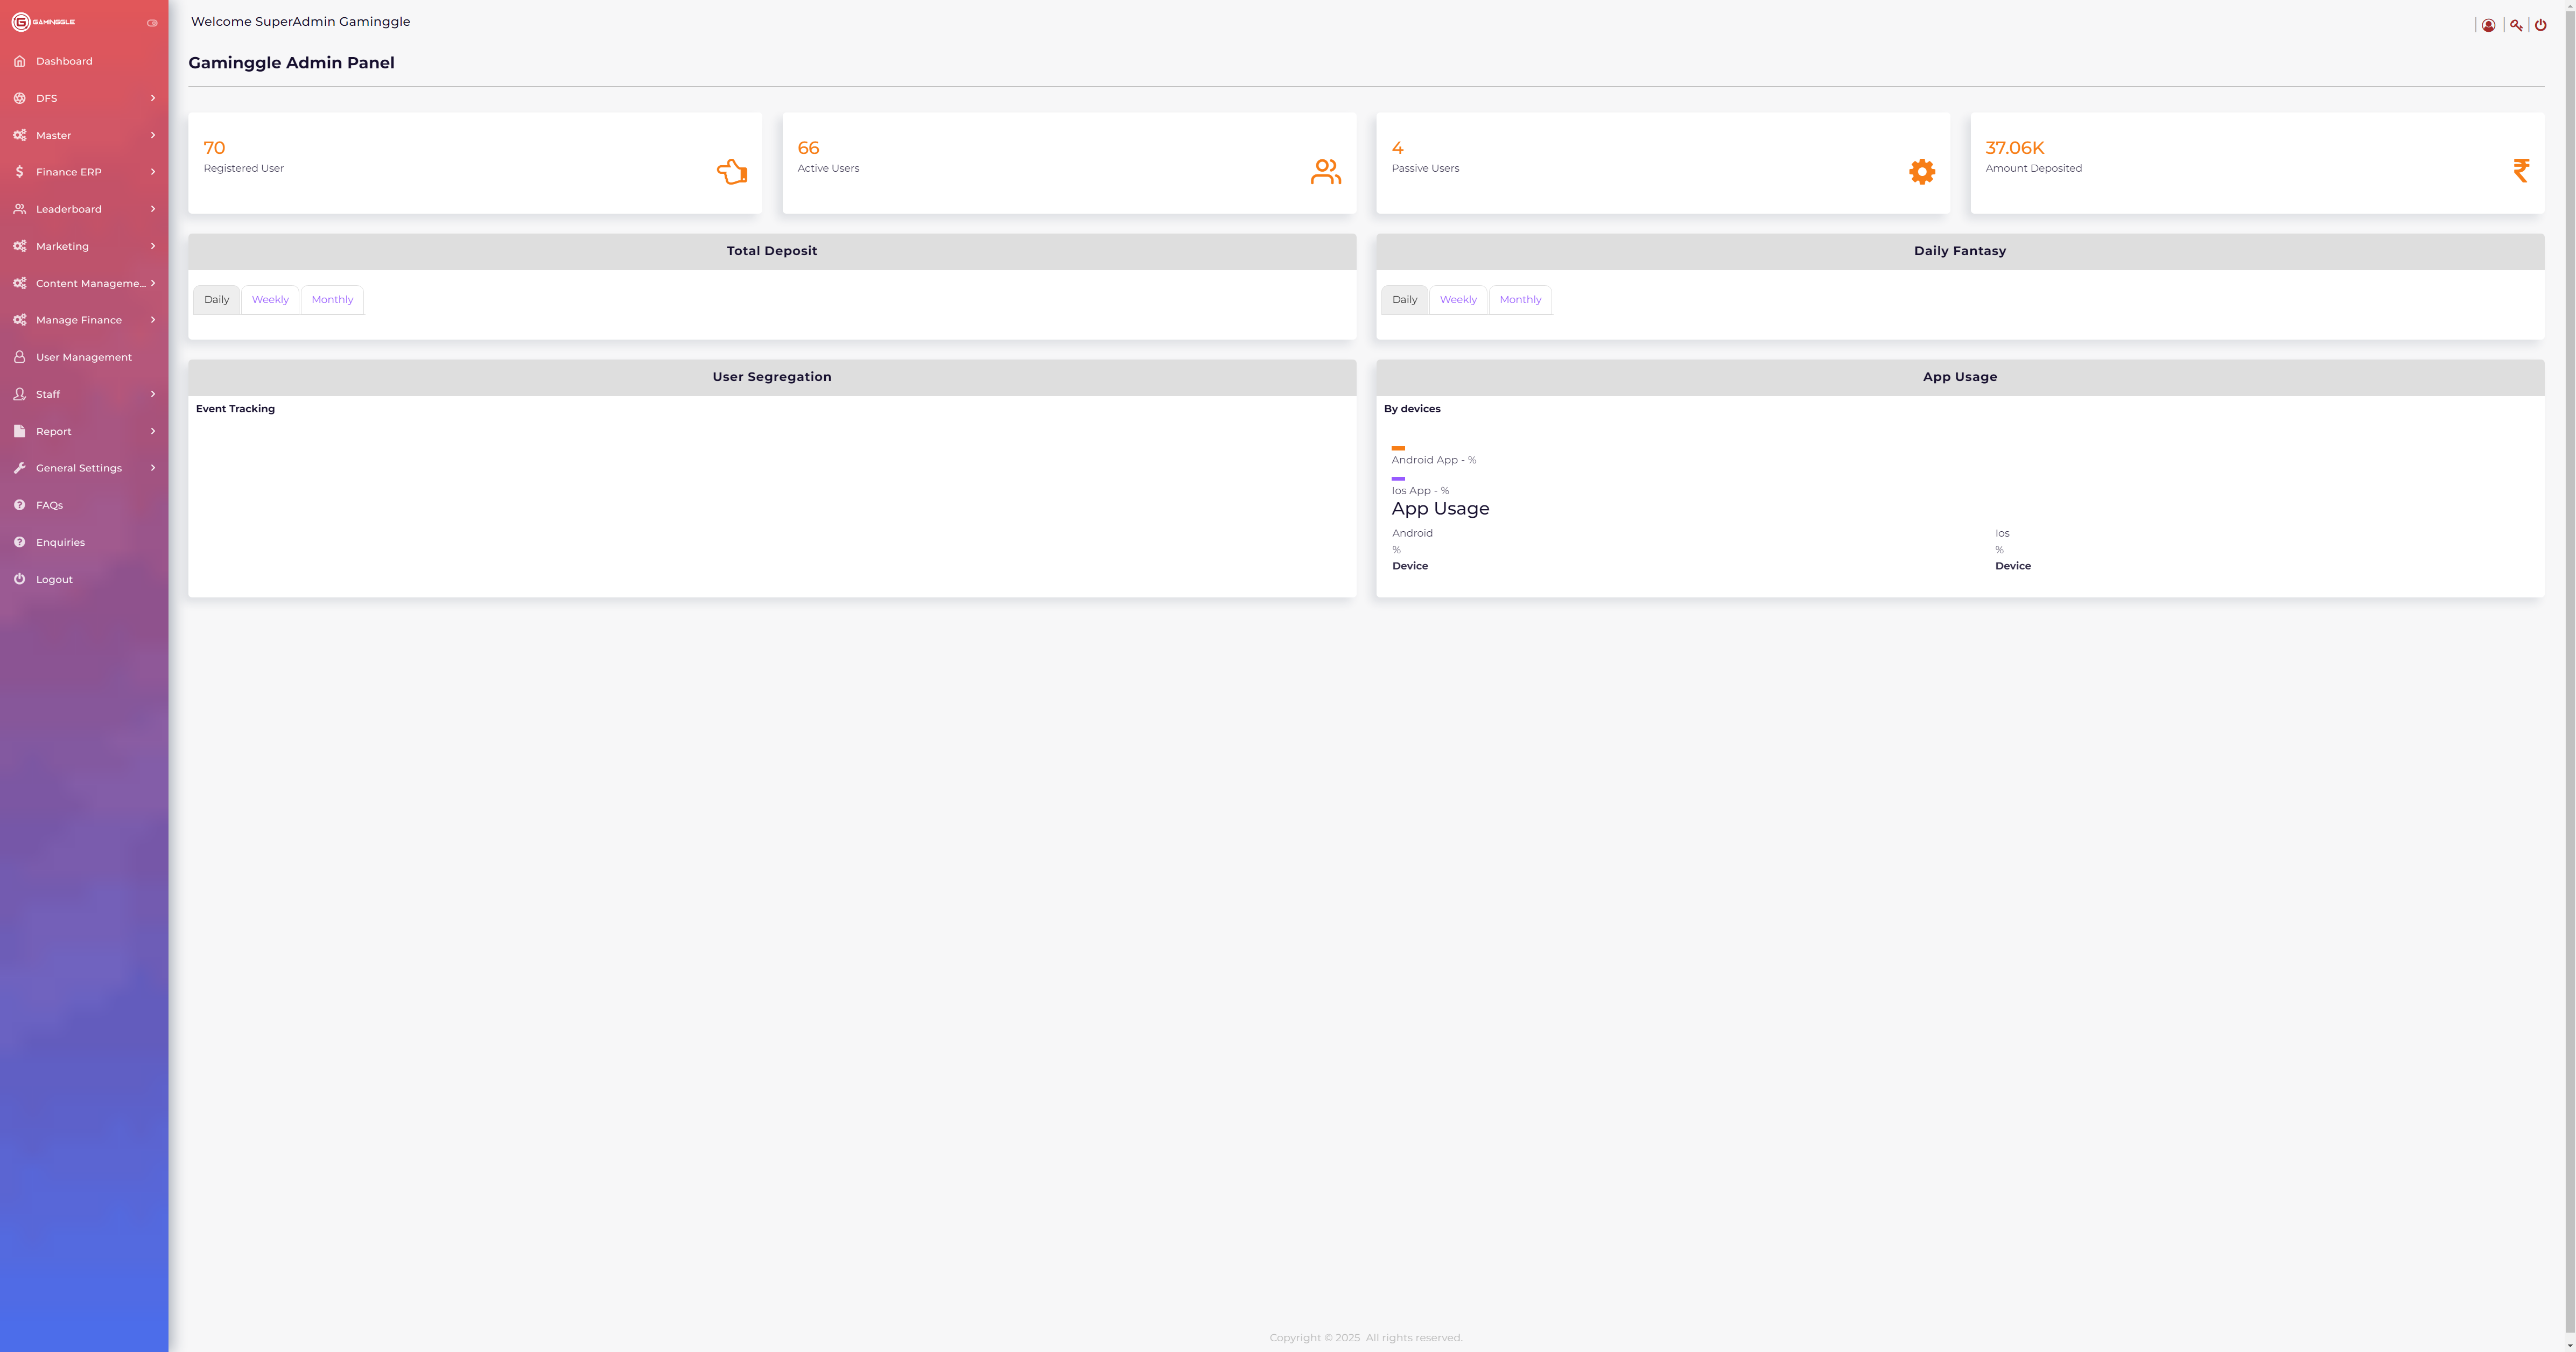 GAMINGGLE
Welcome SuperAdmin Gaminggle
Dashboard
DFS
Master
Finance ERP
Leaderboard
Marketing
Content Manageme...
Manage Finance
User Management
Staff
Report
General Settings
FAQs
Enquiries
Logout
Gaminggle Admin Panel
70
Registered User
66
Active Users
4
Passive Users
37.06K
Amount Deposited
Total Deposit
Daily Weekly Monthly
Daily Fantasy
Daily Weekly Monthly
User Segregation
Event Tracking
App Usage
By devices
Android App - %
Ios App - %
App Usage
Android
%
Device
Ios
%
Device
Copyright © 2025 All rights reserved.